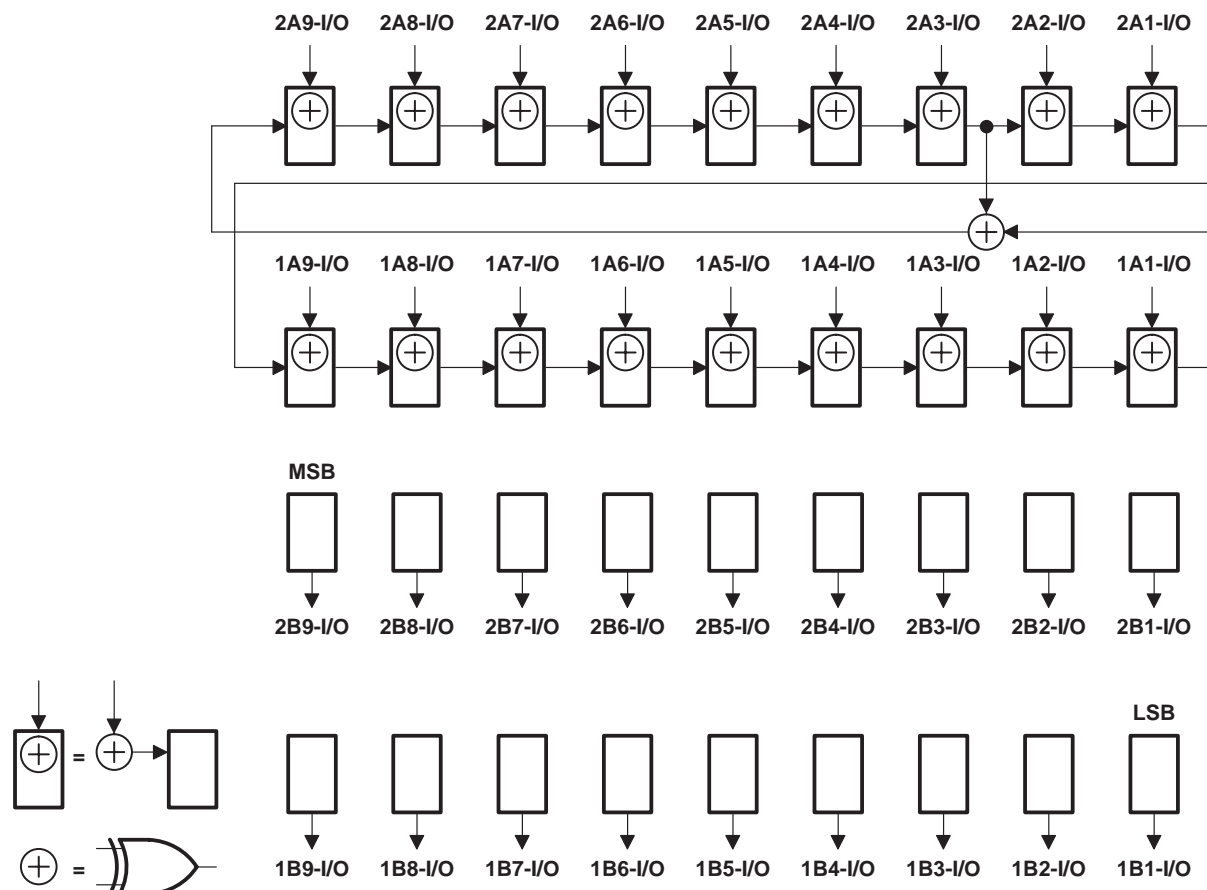 2A9-I/O 2A8-I/O 2A7-I/O 2A6-I/O 2A5-I/O 2A4-I/O 2A3-I/O 2A2-I/O 2A1-I/O
1A9-I/O 1A8-I/O 1A7-I/O 1A6-I/O 1A5-I/O 1A4-I/O 1A3-I/O 1A2-I/O 1A1-I/O
MSB
2B9-I/O 2B8-I/O 2B7-I/O 2B6-I/O 2B5-I/O 2B4-I/O 2B3-I/O 2B2-I/O 2B1-I/O
LSB
=
=
1B9-I/O 1B8-I/O 1B7-I/O 1B6-I/O 1B5-I/O 1B4-I/O 1B3-I/O 1B2-I/O 1B1-I/O